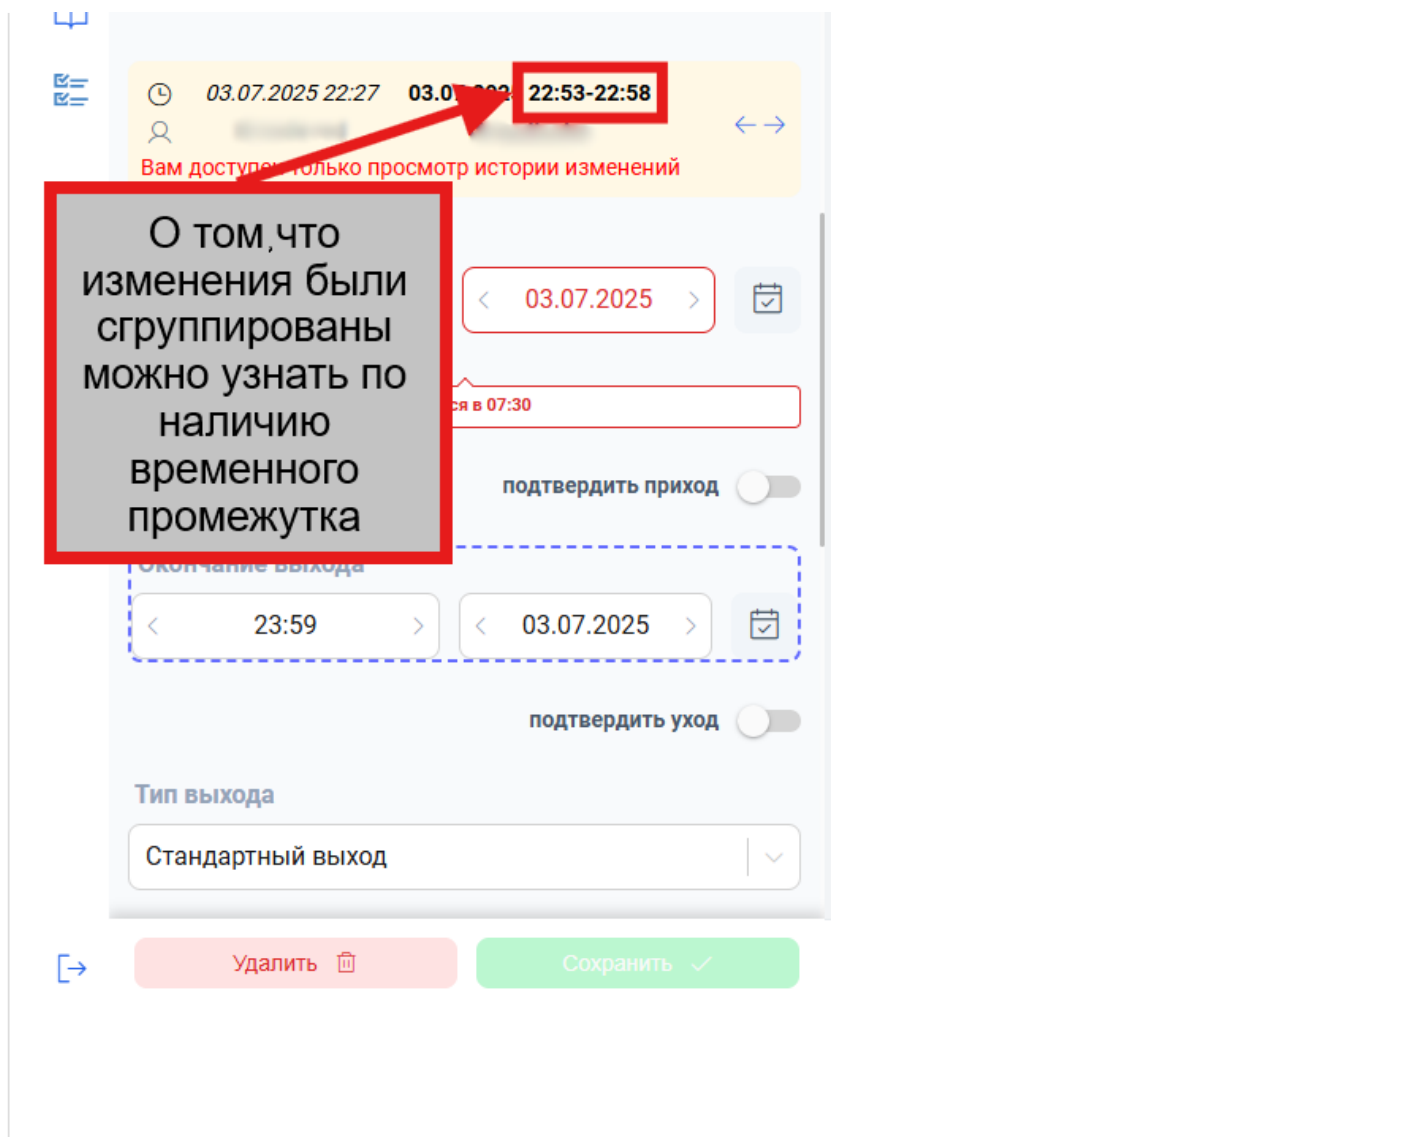 03.07.2025 22:27 22:53-22:58
Вам только просмотр истории изменений
О том,что
изменения были
сгруппированы
можно узнать по
наличию
временного
промежутка
03.07.2025
в 07:30
подтвердить приход
Окончание выхода
23:59 03.07.2025
подтвердить уход
Тип выхода
Стандартный выход
Удалить Сохранить